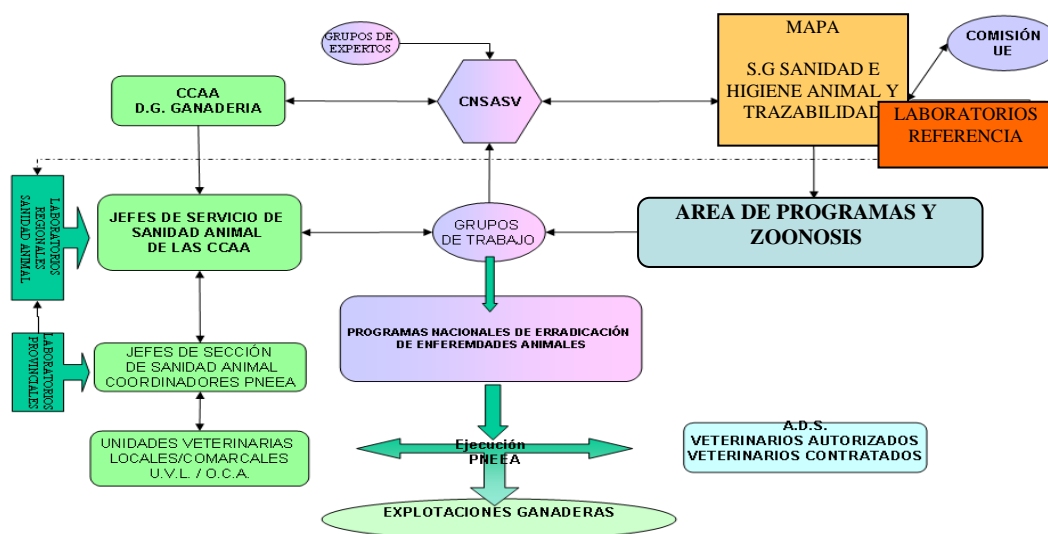 GRUPOS DE
EXPERTOS
MAPA
S.G SANIDAD E
HIGIENE ANIMAL Y
TRAZABILIDAD
COMISIÓN
UE
CCAA
D.G. GANADERIA
CNSASV
LABORATORIOS
REFERENCIA
LABORATORIOS
REGIONALES
SANIDAD ANIMAL
JEFES DE SERVICIO DE
SANIDAD ANIMAL
DE LAS CCAA
GRUPOS
DE TRABAJO
AREA DE PROGRAMAS Y
ZOONOSIS
PROGRAMAS NACIONALES DE ERRADICACIÓN
DE ENFEREMDADES ANIMALES
LABORATORIOS
PROVINCIALES
JEFES DE SECCIÓN
DE SANIDAD ANIMAL
COORDINADORES PNEEA
UNIDADES VETERINARIAS
LOCALES/COMARCALES
U.V.L. / O.C.A.
Ejecución
PNEEA
A.D.S.
VETERINARIOS AUTORIZADOS
VETERINARIOS CONTRATADOS
EXPLOTACIONES GANADERAS